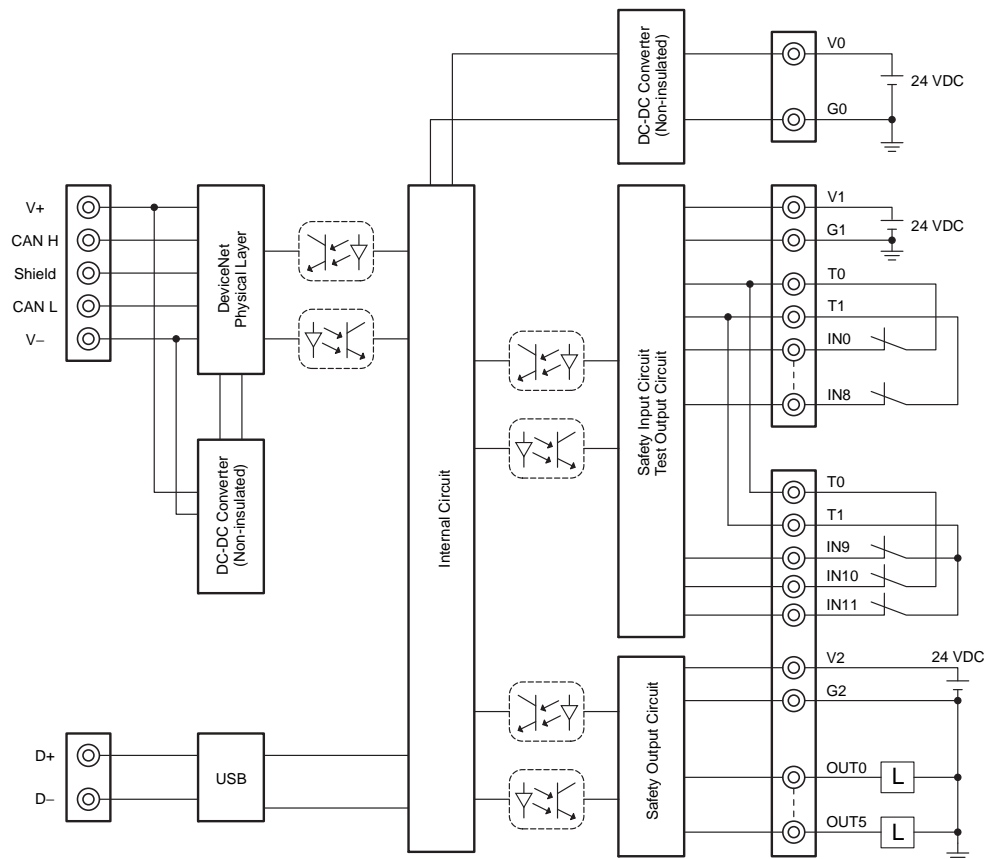 V0
24 VDC
G0
DC-DC Converter
(Non-insulated)
V+
CAN H
Shield
CAN L
V−
DeviceNet
Physical Layer
DC-DC Converter
(Non-insulated)
Internal Circuit
Safety Input Circuit
Test Output Circuit
V1
24 VDC
G1
T0
T1
IN0
IN8
T0
T1
IN9
IN10
IN11
V2
24 VDC
G2
Safety Output Circuit
OUT0
L
OUT5
L
D+
D−
USB